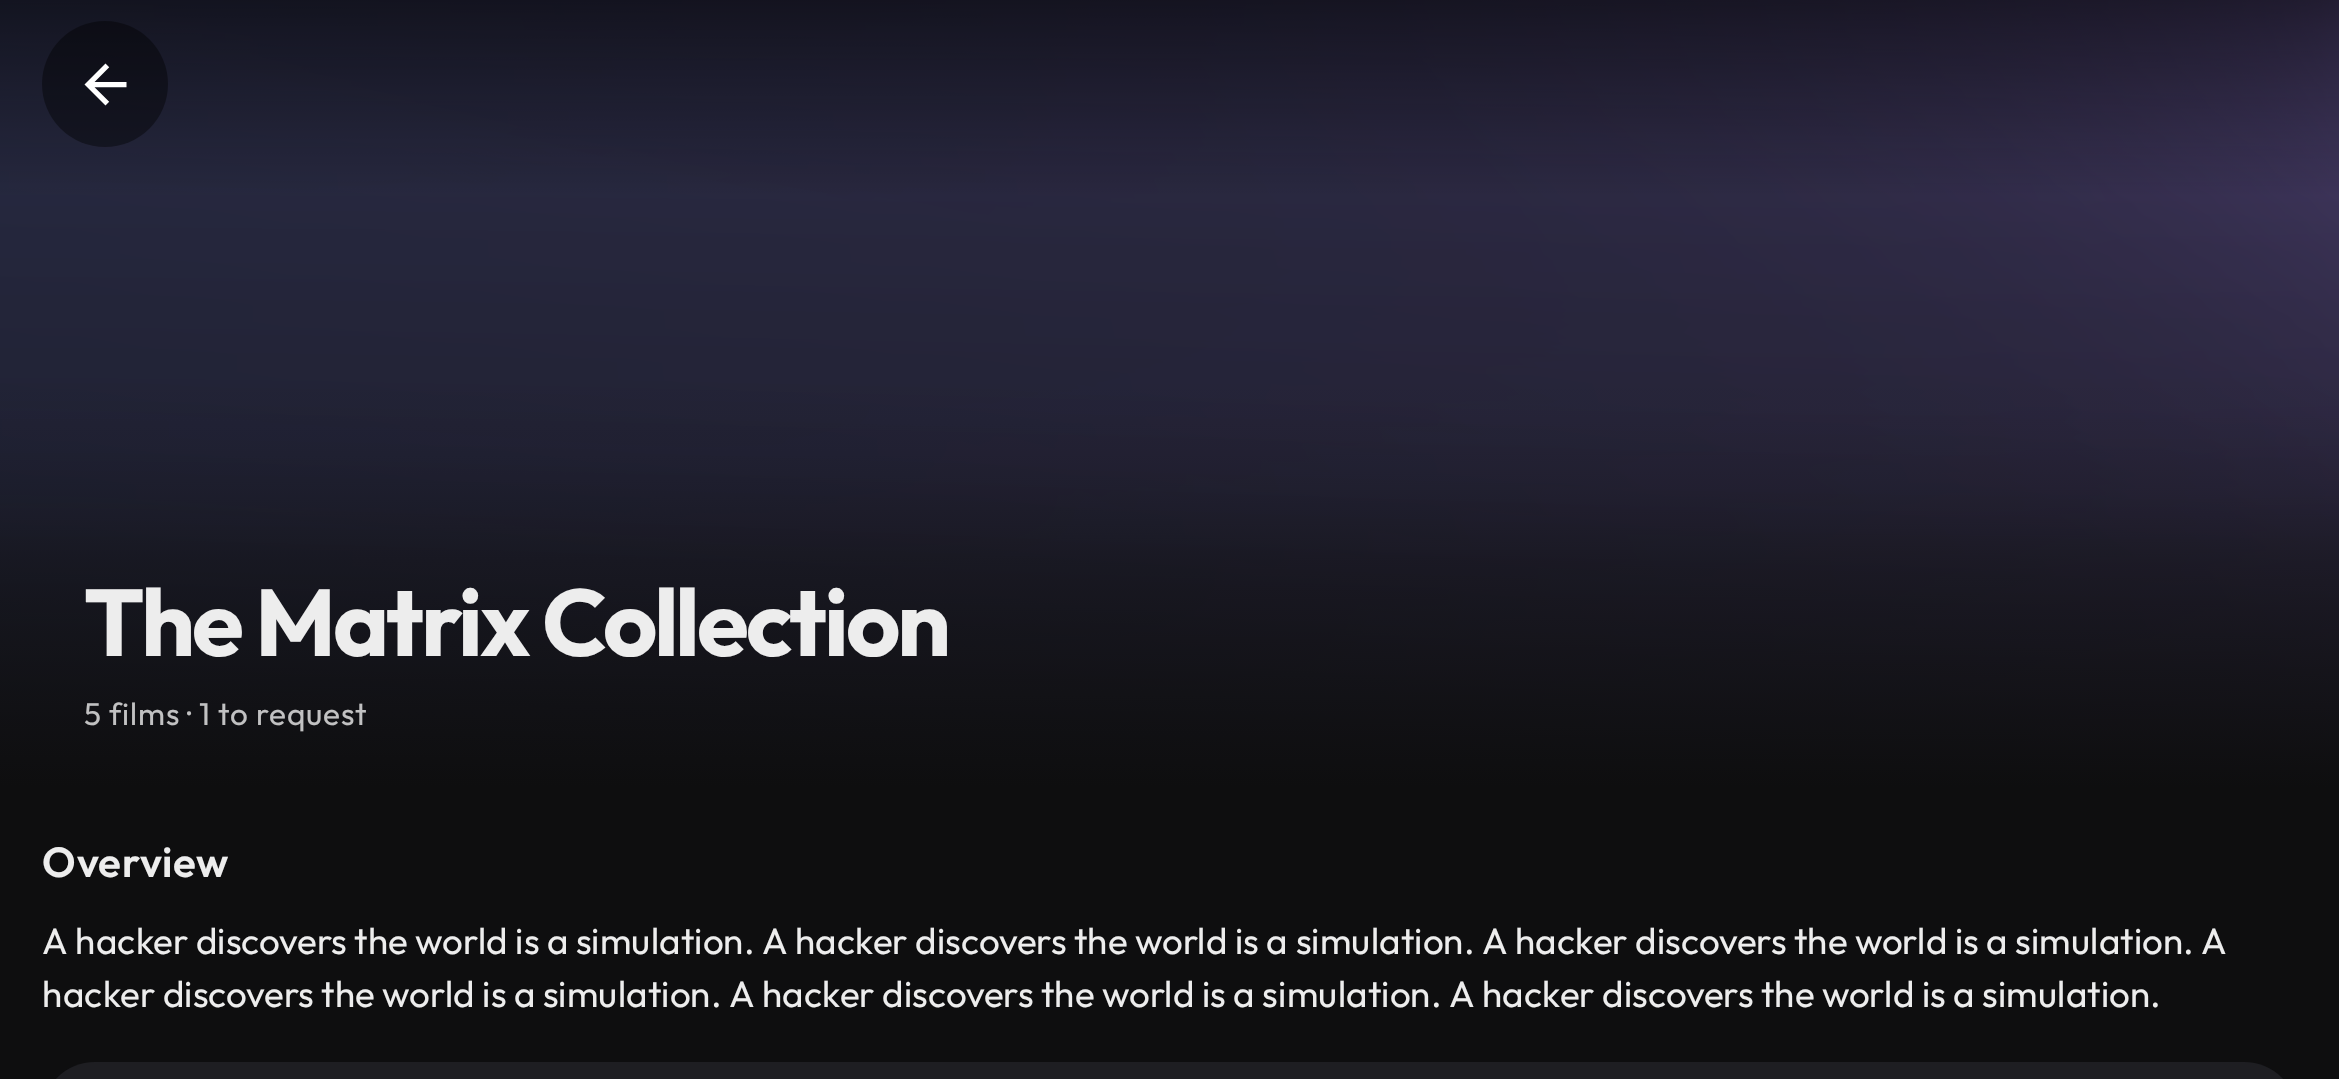 The Matrix Collection
5 films · 1 to request
Overview
A hacker discovers the world is a simulation. A hacker discovers the world is a simulation. A hacker discovers the world is a simulation. A
hacker discovers the world is a simulation. A hacker discovers the world is a simulation. A hacker discovers the world is a simulation.